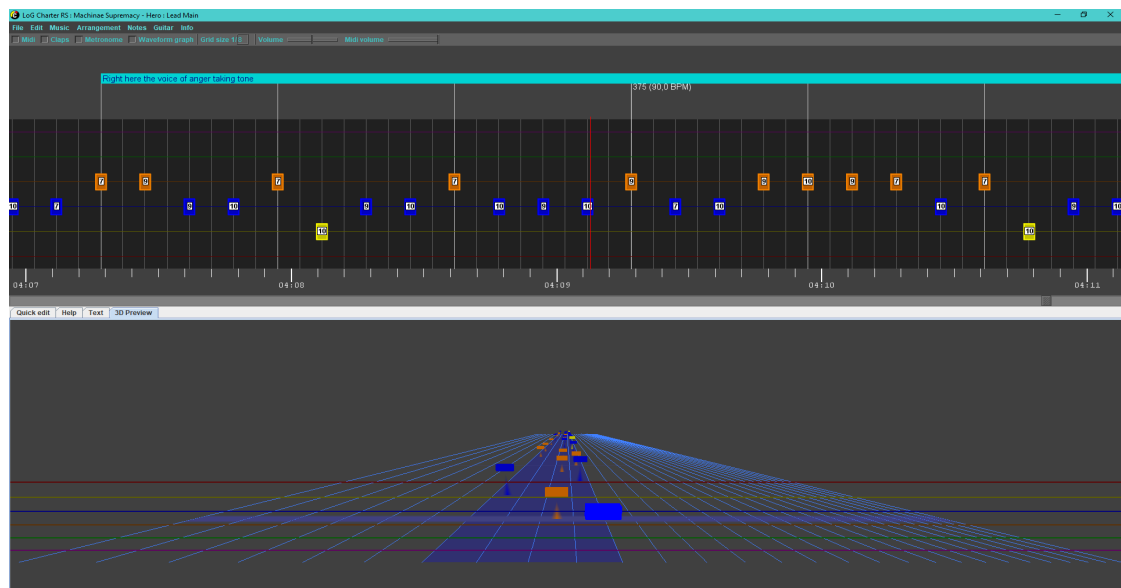 LoG Charter RS : Machinae Supremacy - Hero : Lead Main
File Edit Music Arrangement Notes Guitar Info
Midi Claps Metronome Waveform graph Grid size 1/ 8 Volume Midi volume
Right here the voice of anger taking tone
375 (90,0 BPM)
7 9 7 7 9 9 10 9 7 7
10 7 9 10 9 10 9 10 7 10 10 9 10
10 10
04:07 04:08 04:09 04:10 04:11
Quick edit Help Text 3D Preview